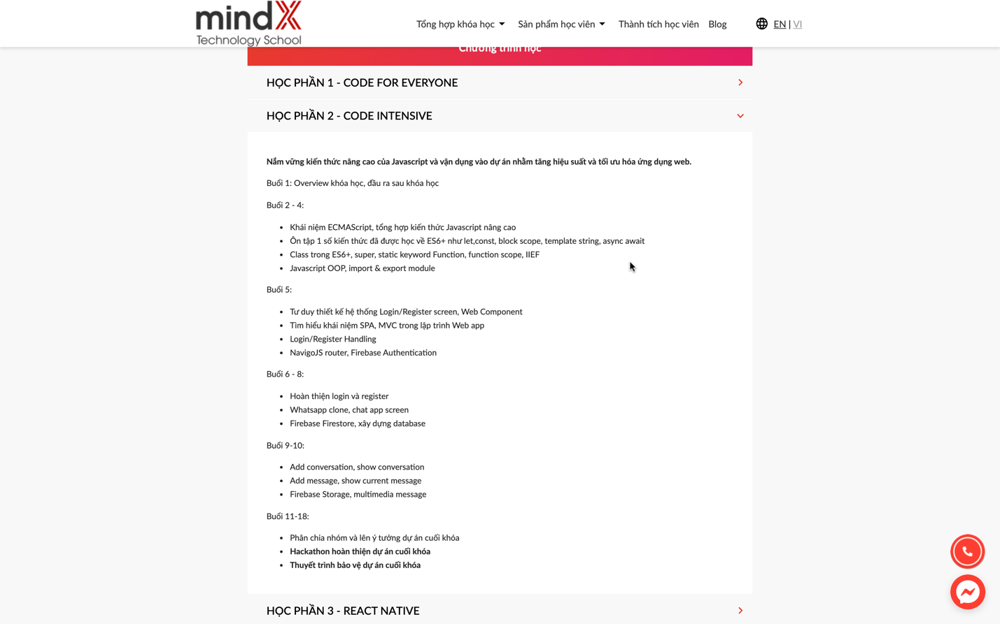 mindX
Technology School
Tổng hợp khóa học
Sản phẩm học viên
Thành tích học viên
Blog
EN | VI
Chương trình học
HỌC PHẦN 1 - CODE FOR EVERYONE
HỌC PHẦN 2 - CODE INTENSIVE
Nắm vững kiến thức nâng cao của Javascript và vận dụng vào dự án nhằm tăng hiệu suất và tối ưu hóa ứng dụng web.
Buổi 1: Overview khóa học, đầu ra sau khóa học
Buổi 2 - 4:
• Khái niệm ECMAScript, tổng hợp kiến thức Javascript nâng cao
• Ôn tập 1 số kiến thức đã được học về ES6+ như let,const, block scope, template string, async await
• Class trong ES6+, super, static keyword Function, function scope, IIEF
• Javascript OOP, import & export module
Buổi 5:
• Tư duy thiết kế hệ thống Login/Register screen, Web Component
• Tìm hiểu khái niệm SPA, MVC trong lập trình Web app
• Login/Register Handling
• NavigoJS router, Firebase Authentication
Buổi 6 - 8:
• Hoàn thiện login và register
• Whatsapp clone, chat app screen
• Firebase Firestore, xây dựng database
Buổi 9-10:
• Add conversation, show conversation
• Add message, show current message
• Firebase Storage, multimedia message
Buổi 11-18:
• Phân chia nhóm và lên ý tưởng dự án cuối khóa
• Hackathon hoàn thiện dự án cuối khóa
• Thuyết trình bảo vệ dự án cuối khóa
HỌC PHẦN 3 - REACT NATIVE